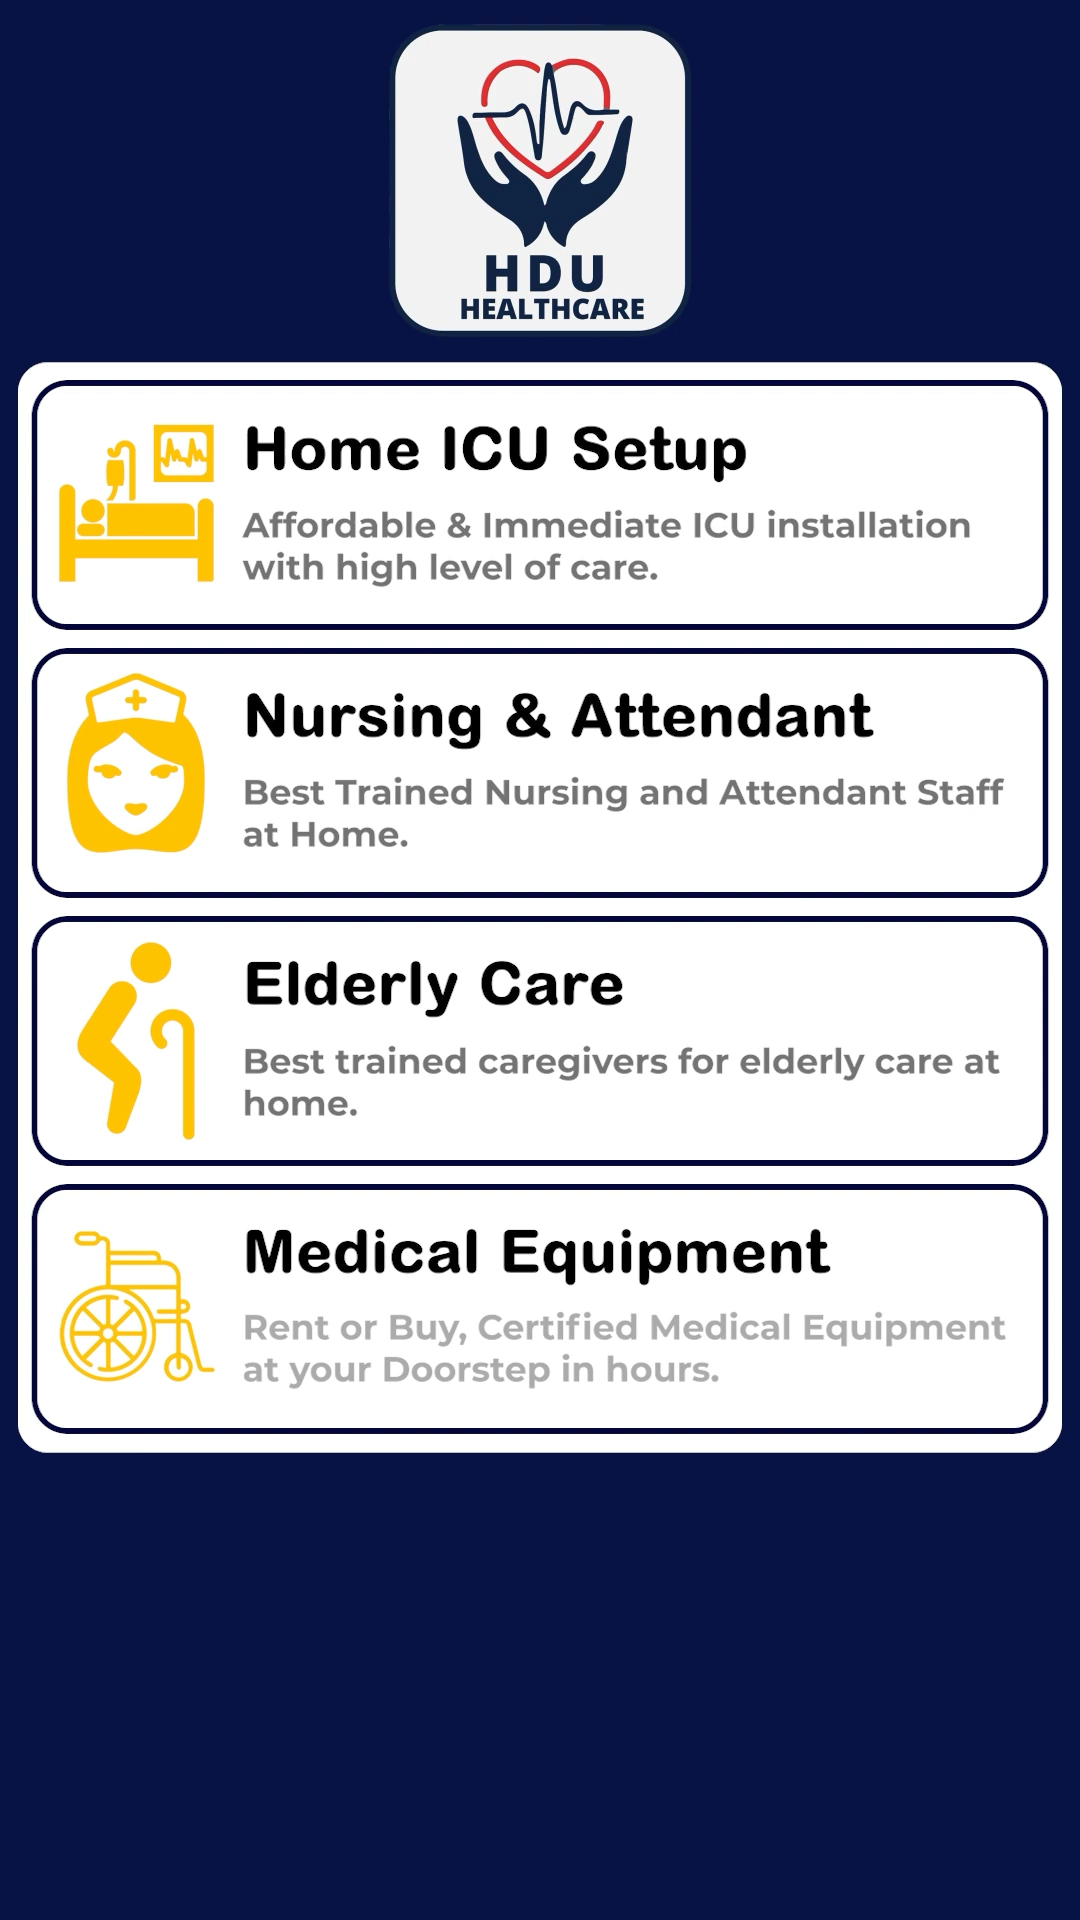 HDU
HEALTHCARE
Home ICU Setup
Affordable & Immediate ICU installation
with high level of care.
Nursing & Attendant
Best Trained Nursing and Attendant Staff
at Home.
Elderly Care
Best trained caregivers for elderly care at
home.
Medical Equipment
Rent or Buy, Certified Medical Equipment
at your Doorstep in hours.